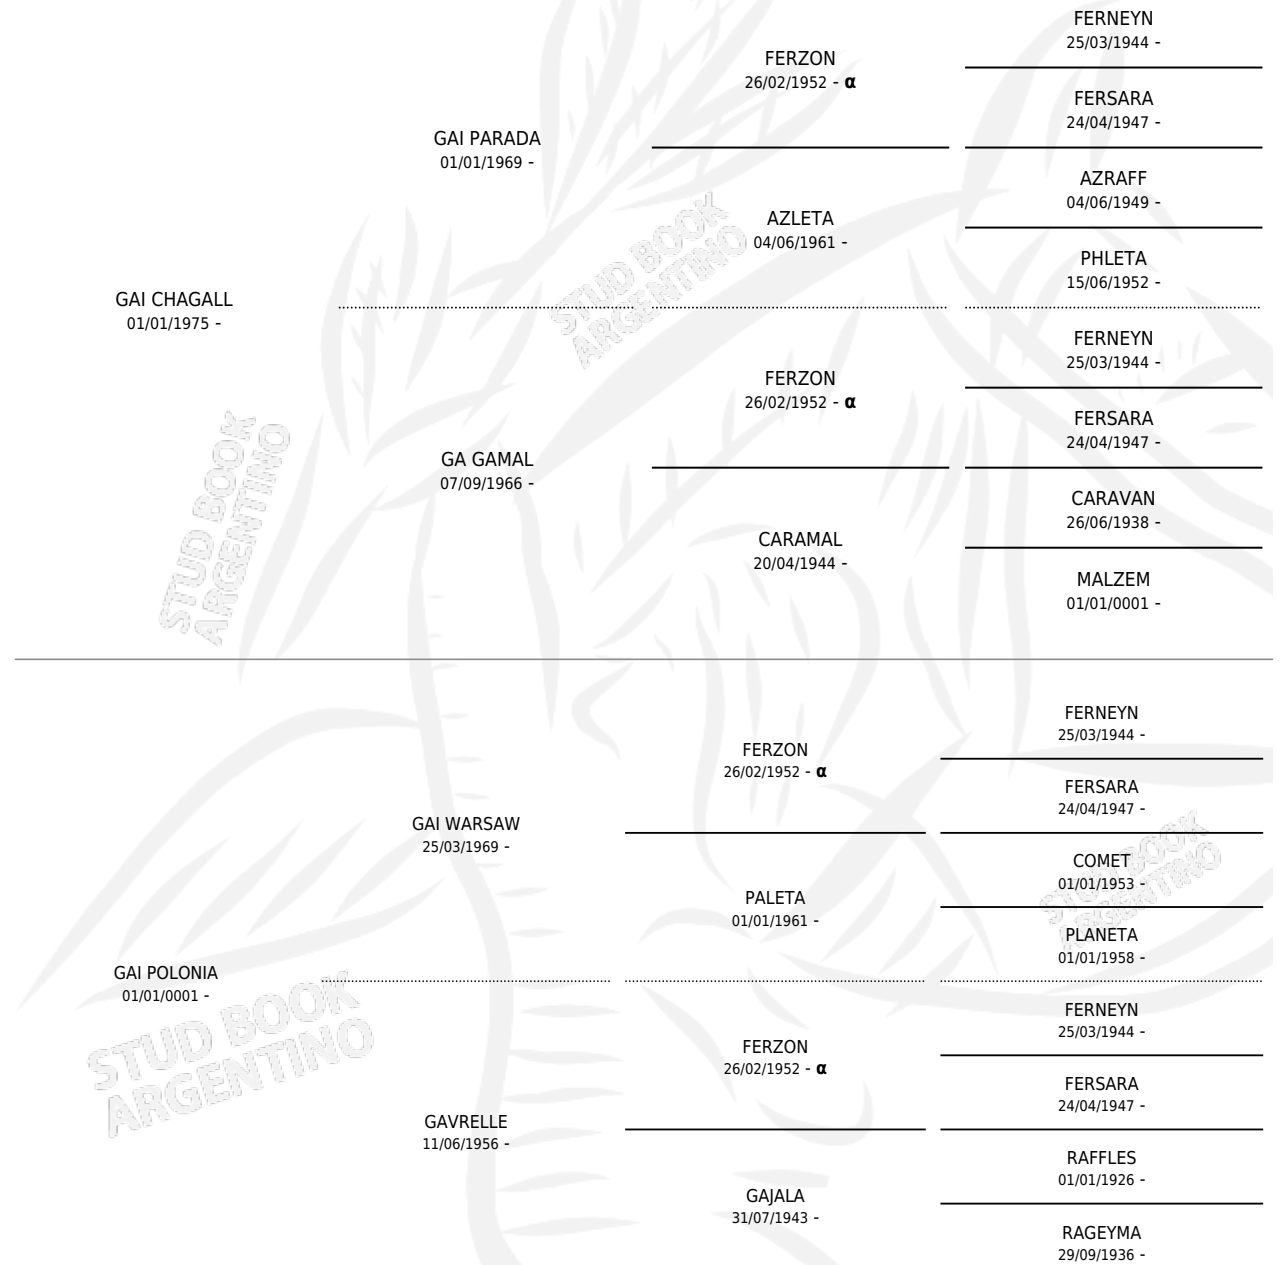 FERNEYN
25/03/1944 -
FERZON
26/02/1952 - α
FERSARA
24/04/1947 -
GAI PARADA
01/01/1969 -
AZRAFF
04/06/1949 -
AZLETA
04/06/1961 -
PHLETA
15/06/1952 -
GAI CHAGALL
01/01/1975 -
FERNEYN
25/03/1944 -
FERZON
26/02/1952 - α
FERSARA
24/04/1947 -
GA GAMAL
07/09/1966 -
CARAVAN
26/06/1938 -
CARAMAL
20/04/1944 -
MALZEM
01/01/0001 -
FERNEYN
25/03/1944 -
FERZON
26/02/1952 - α
FERSARA
24/04/1947 -
GAI WARSAW
25/03/1969 -
COMET
01/01/1953 -
PALETA
01/01/1961 -
PLANETA
01/01/1958 -
GAI POLONIA
01/01/0001 -
FERNEYN
25/03/1944 -
FERZON
26/02/1952 - α
FERSARA
24/04/1947 -
GAVRELLE
11/06/1956 -
RAFFLES
01/01/1926 -
GAJALA
31/07/1943 -
RAGEYMA
29/09/1936 -
STUD BOOK
ARGENTINO
STUD BOOK
ARGENTINO
STUD BOOK
ARGENTINO
STUD BOOK
ARGENTINO